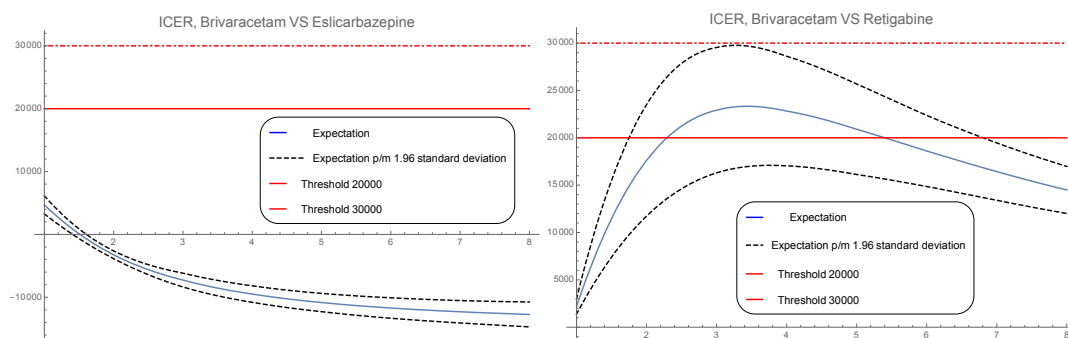 ICER, Brivaracetam VS Eslicarbazepine
30000
20000
10000
-10000
2
3
4
5
6
7
8
Expectation
Expectation p/m 1.96 standard deviation
Threshold 20000
Threshold 30000
ICER, Brivaracetam VS Retigabine
30000
25000
20000
15000
10000
5000
2
3
4
5
6
7
8
Expectation
Expectation p/m 1.96 standard deviation
Threshold 20000
Threshold 30000